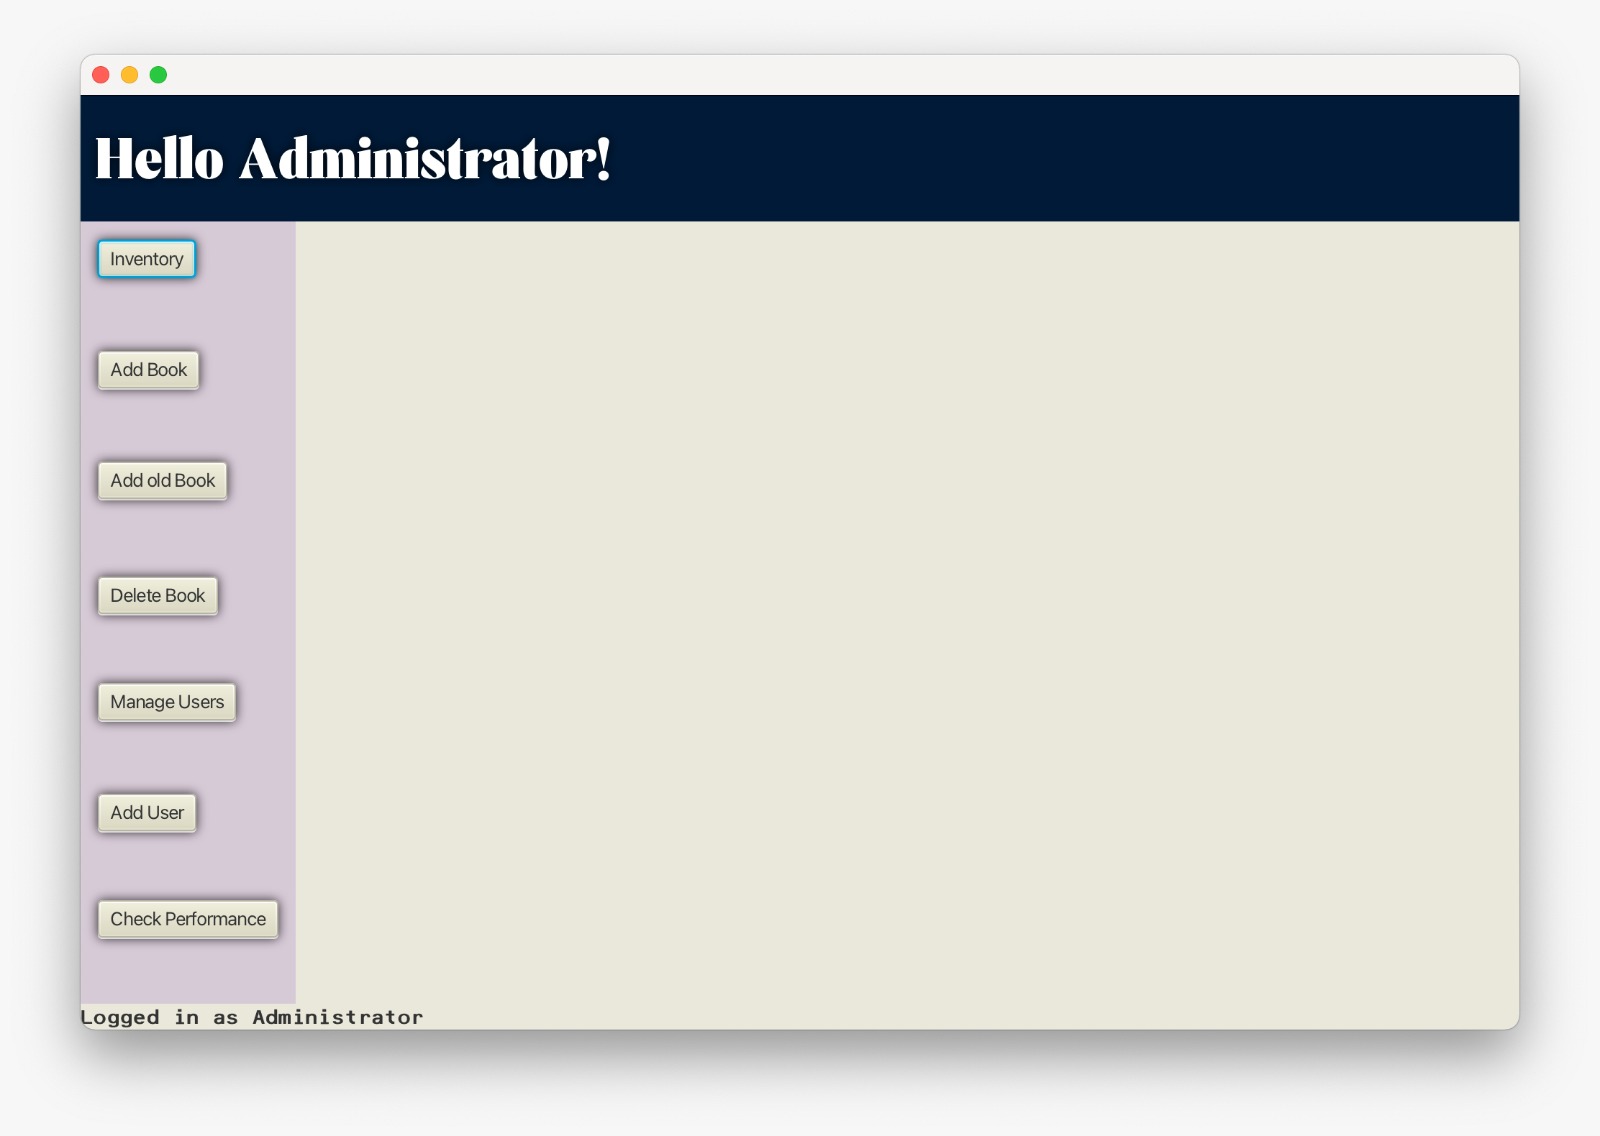 Hello Administrator!
Inventory
Add Book
Add old Book
Delete Book
Manage Users
Add User
Check Performance
Logged in as Administrator